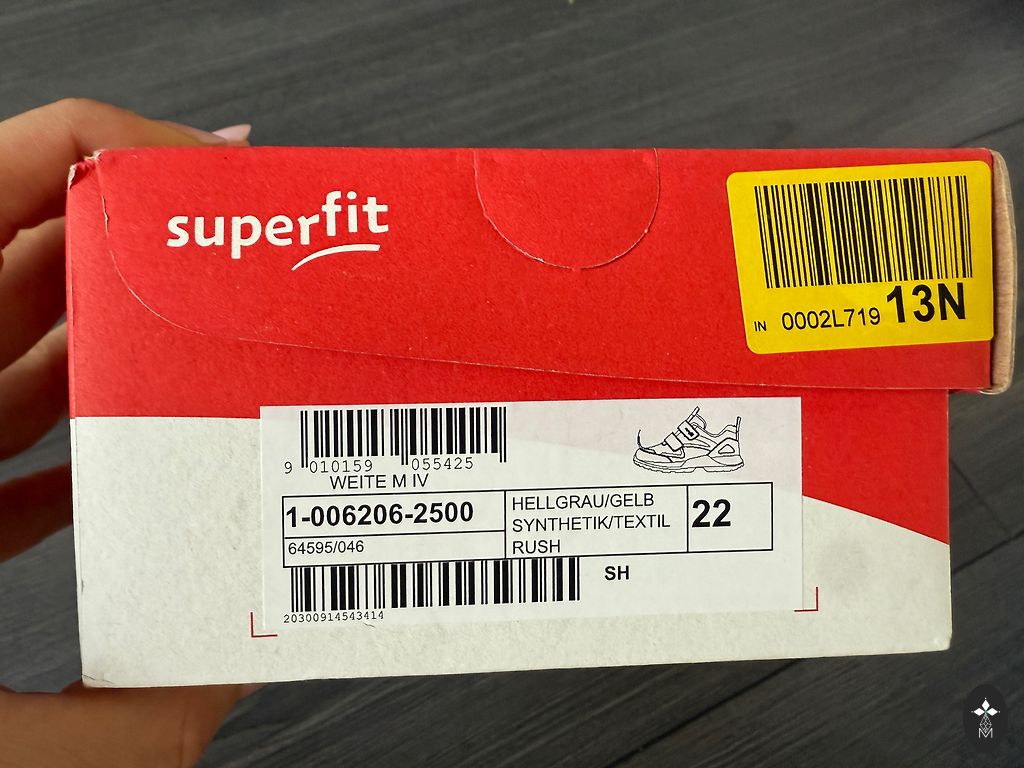 superfit
IN 0002L719 13N
9 010159 055425
WEITE M IV
1-006206-2500
64595/046
HELLGRAU/GELB
SYNTHETIK/TEXTIL
RUSH
22
SH
20300914543414
M